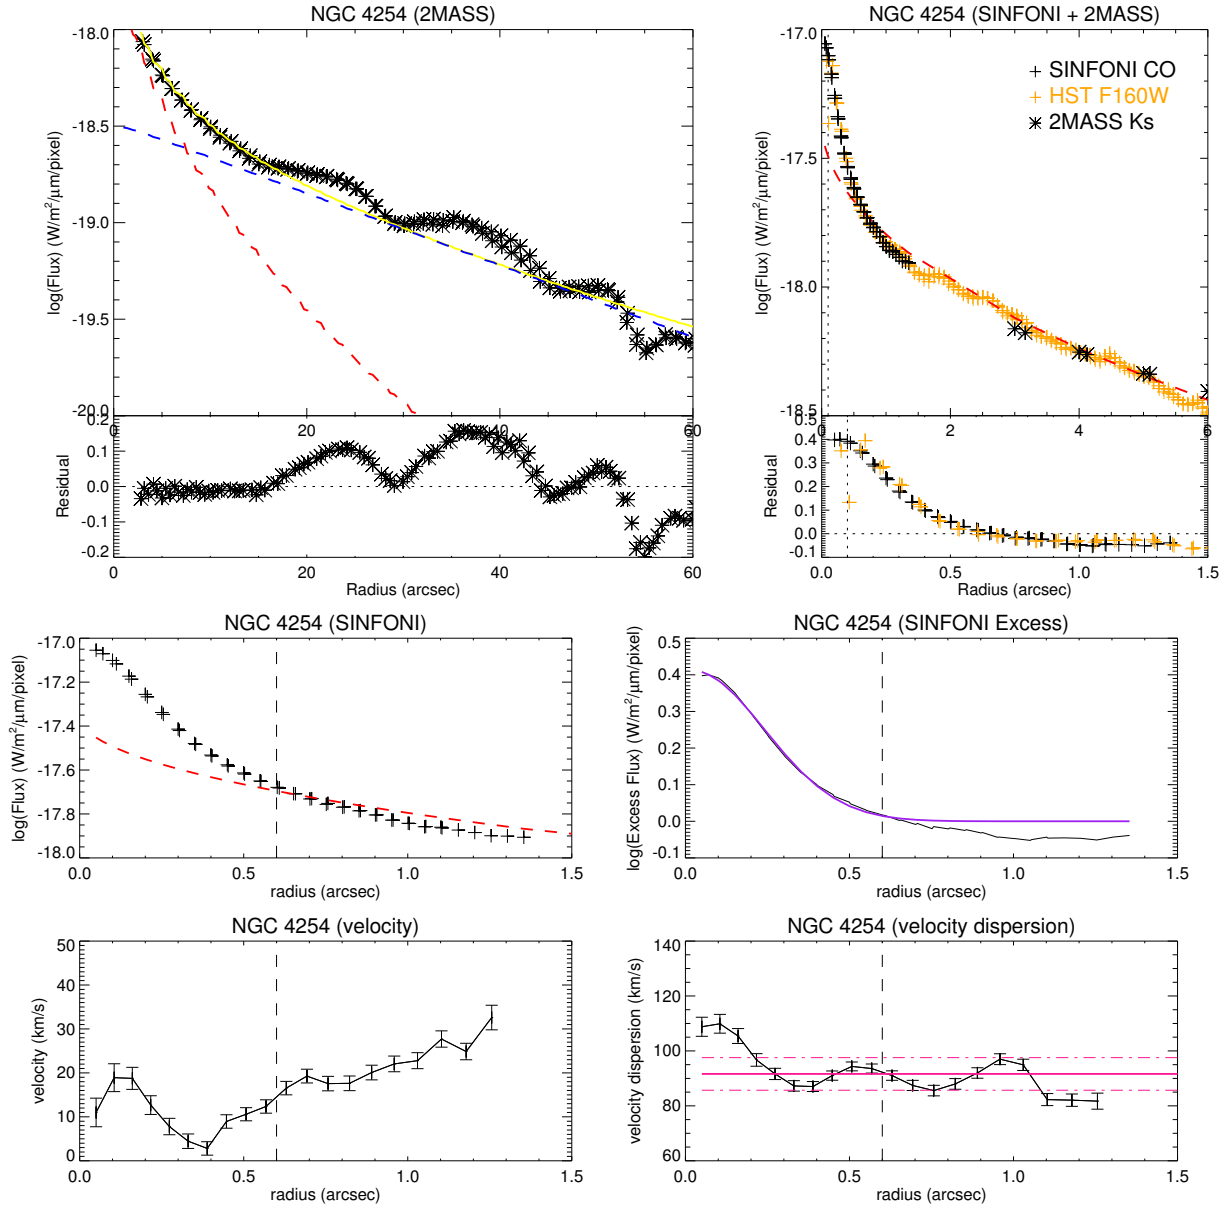 NGC 4254 (2MASS)
log(Flux) (W/m²/μm/pixel)
-18.0
-18.5
-19.0
-19.5
-20.0
0 20 40 60
Residual
0.2
0.1
0.0
-0.1
-0.2
0 20 40 60
Radius (arcsec)
NGC 4254 (SINFONI + 2MASS)
log(Flux) (W/m²/μm/pixel)
-17.0
-17.5
-18.0
-18.5
SINFONI CO
HST F160W
2MASS Ks
0 2 4 6
Residual
0.5
0.4
0.3
0.2
0.1
0.0
-0.1
0.0 0.5 1.0 1.5
Radius (arcsec)
NGC 4254 (SINFONI)
log(Flux) (W/m²/μm/pixel)
-17.0
-17.2
-17.4
-17.6
-17.8
-18.0
0.0 0.5 1.0 1.5
radius (arcsec)
NGC 4254 (SINFONI Excess)
log(Excess Flux) (W/m²/μm/pixel)
0.5
0.4
0.3
0.2
0.1
0.0
-0.1
0.0 0.5 1.0 1.5
radius (arcsec)
NGC 4254 (velocity)
velocity (km/s)
50
40
30
20
10
0
0.0 0.5 1.0 1.5
radius (arcsec)
NGC 4254 (velocity dispersion)
velocity dispersion (km/s)
140
120
100
80
60
0.0 0.5 1.0 1.5
radius (arcsec)